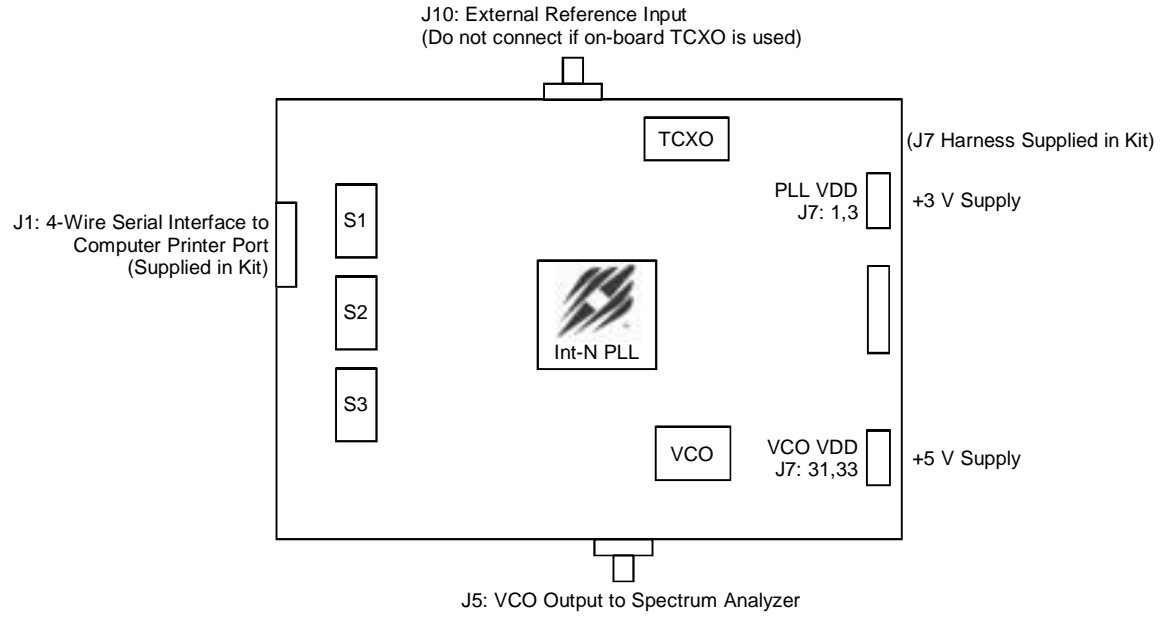 J10: External Reference Input
(Do not connect if on-board TCXO is used)
TCXO
(J7 Harness Supplied in Kit)
PLL VDD
J7: 1,3
+3 V Supply
J1: 4-Wire Serial Interface to
Computer Printer Port
(Supplied in Kit)
S1
S2
S3
Int-N PLL
VCO
VCO VDD
J7: 31,33
+5 V Supply
J5: VCO Output to Spectrum Analyzer